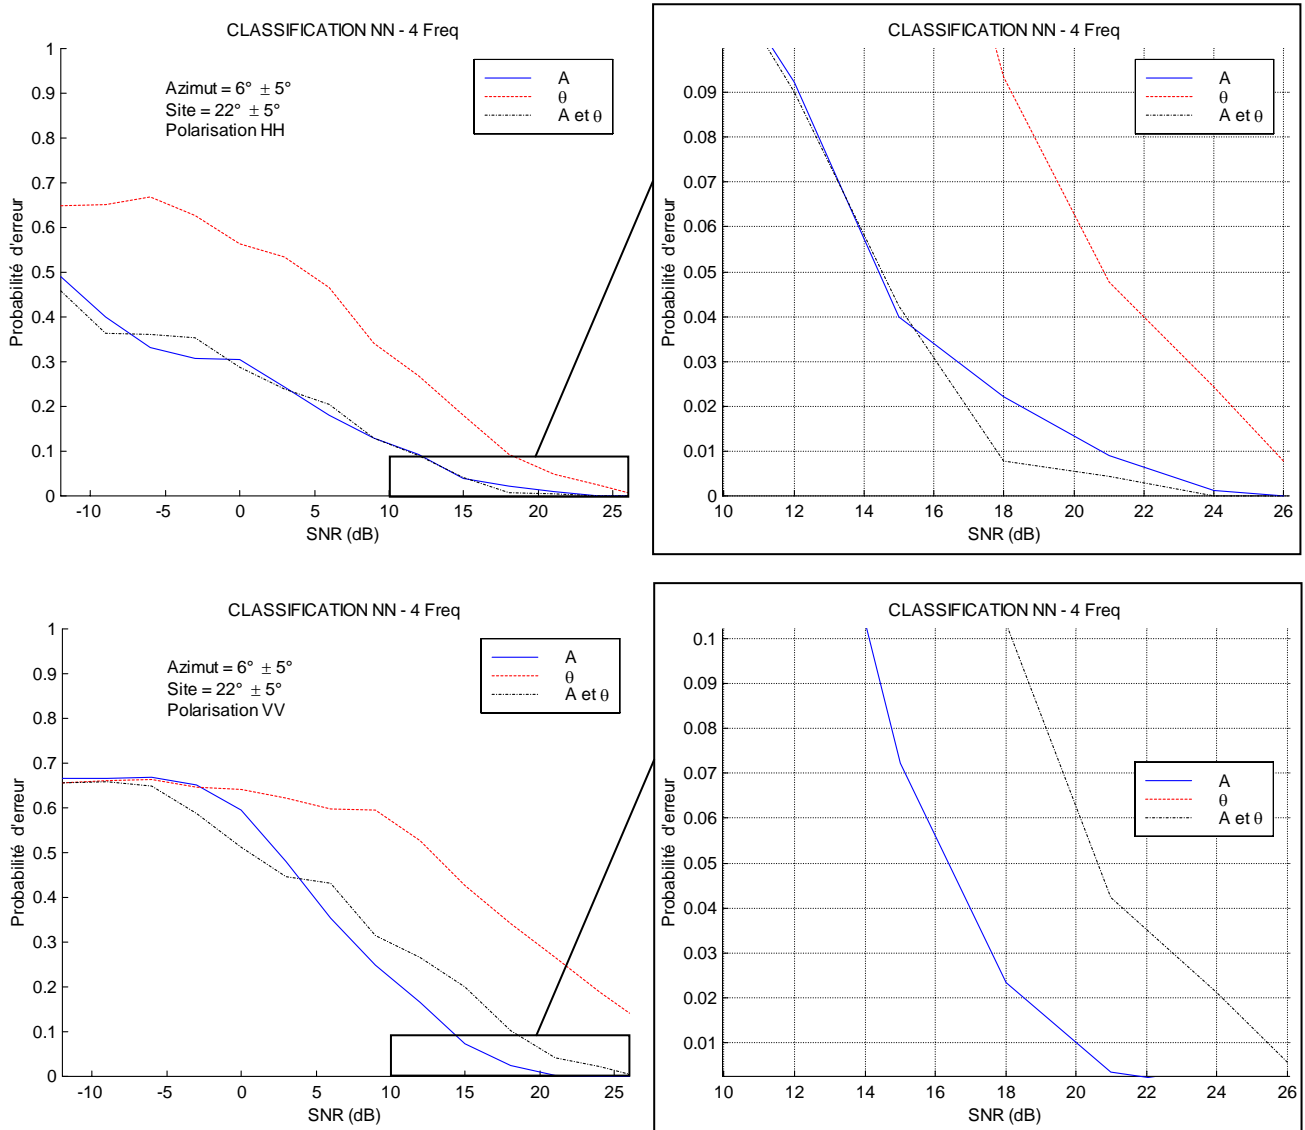 CLASSIFICATION NN - 4 Freq
1
0.9
0.8
0.7
0.6
0.5
0.4
0.3
0.2
0.1
0
Probabilité d'erreur
Azimut = 6° ± 5°
Site = 22° ± 5°
Polarisation HH
A
θ
A et θ
-10 -5 0 5 10 15 20 25
SNR (dB)
CLASSIFICATION NN - 4 Freq
0.09
0.08
0.07
0.06
0.05
0.04
0.03
0.02
0.01
0
Probabilité d'erreur
A
θ
A et θ
10 12 14 16 18 20 22 24 26
SNR (dB)
CLASSIFICATION NN - 4 Freq
1
0.9
0.8
0.7
0.6
0.5
0.4
0.3
0.2
0.1
0
Probabilité d'erreur
Azimut = 6° ± 5°
Site = 22° ± 5°
Polarisation VV
A
θ
A et θ
-10 -5 0 5 10 15 20 25
SNR (dB)
CLASSIFICATION NN - 4 Freq
0.1
0.09
0.08
0.07
0.06
0.05
0.04
0.03
0.02
0.01
Probabilité d'erreur
A
θ
A et θ
10 12 14 16 18 20 22 24 26
SNR (dB)